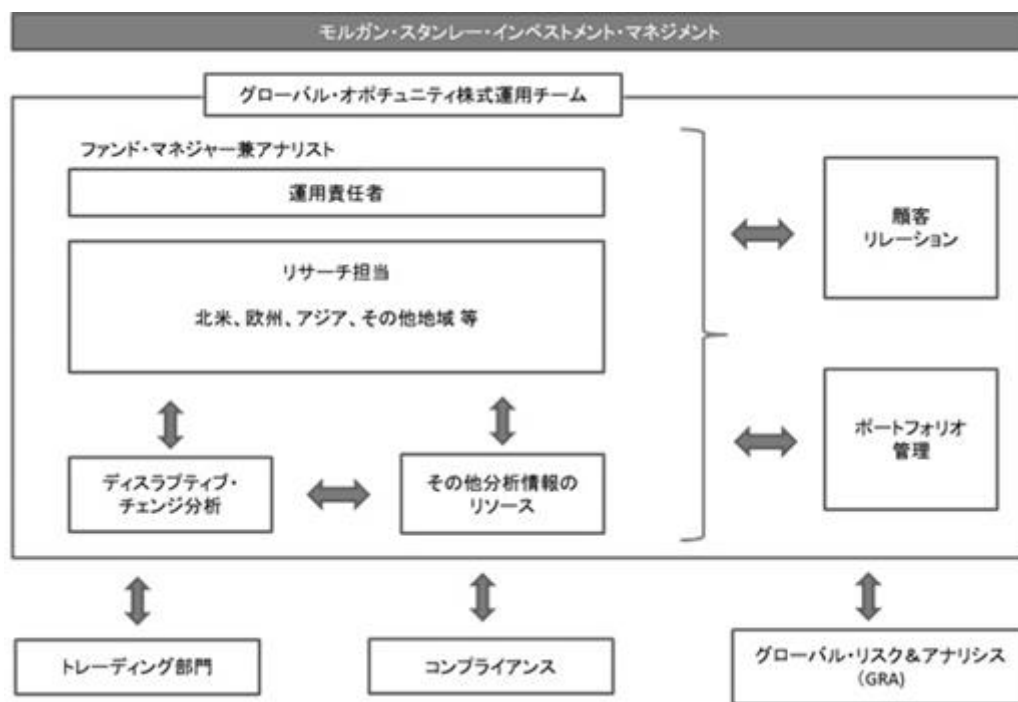 モルガン・スタンレー・インベストメント・マネジメント
グローバル・オポチュニティ株式運用チーム
ファンド・マネジャー兼アナリスト
運用責任者
リサーチ担当
北米、欧州、アジア、その他地域 等
ディスラプティブ・
チェンジ分析
その他分析情報の
リソース
顧客
リレーション
ポートフォリオ
管理
トレーディング部門
コンプライアンス
グローバル・リスク&アナリシス
(GRA)